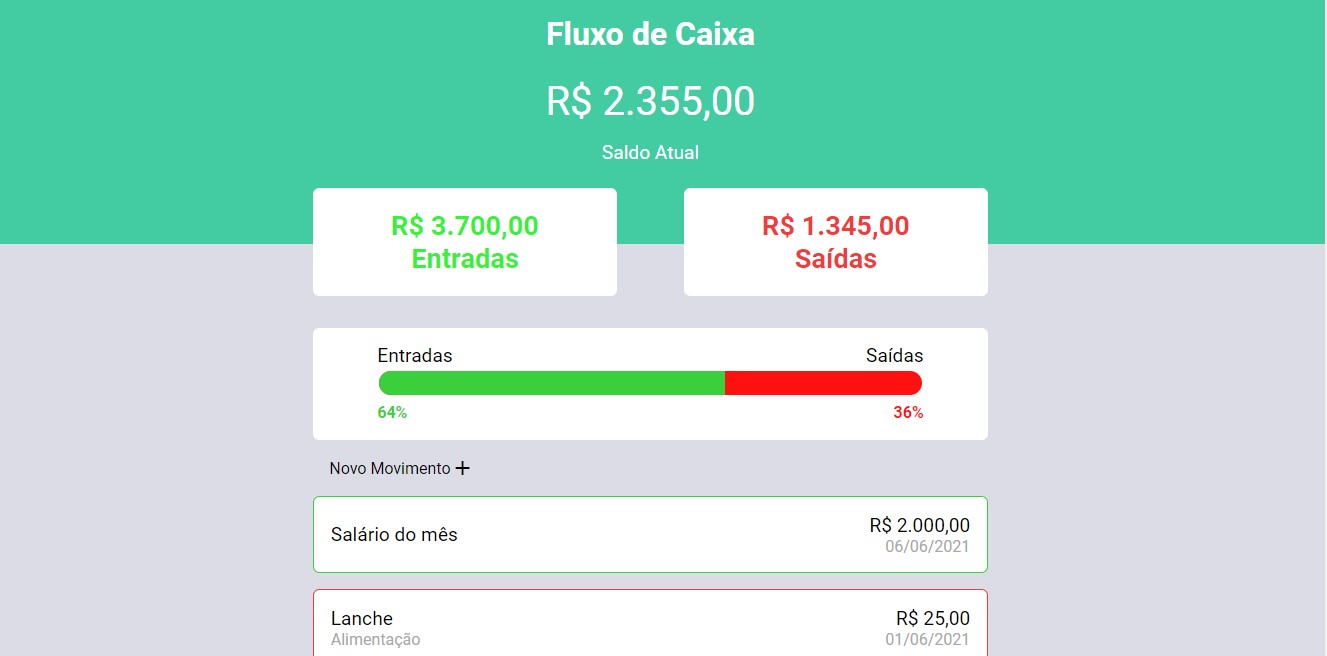 Fluxo de Caixa
R$ 2.355,00
Saldo Atual
R$ 3.700,00
Entradas
R$ 1.345,00
Saídas
Entradas
Saídas
64%
36%
Novo Movimento +
Salário do mês
R$ 2.000,00
06/06/2021
Lanche
R$ 25,00
Alimentação
01/06/2021